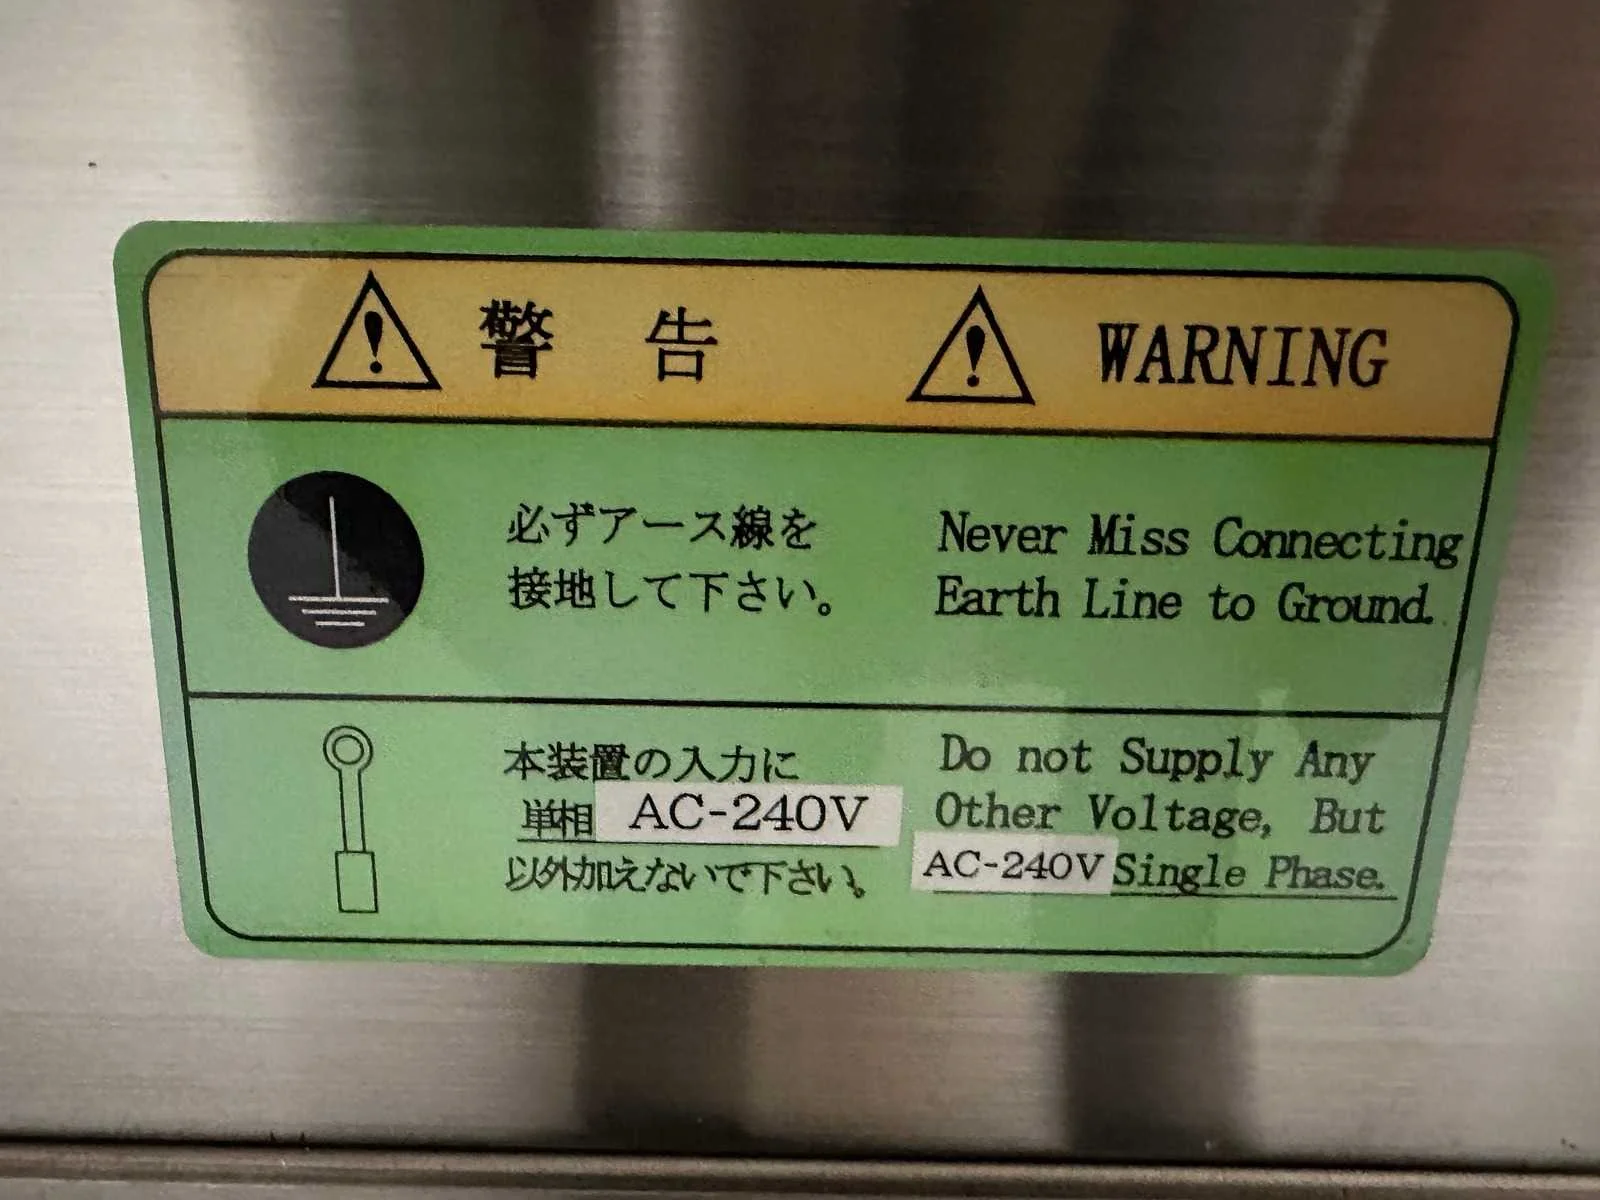 警告
WARNING
必ずアース線を
接地して下さい。
Never Miss Connecting
Earth Line to Ground.
本装置の入力に
単相 AC-240V
以外加えないで下さい。
Do not Supply Any
Other Voltage, But
AC-240V Single Phase.